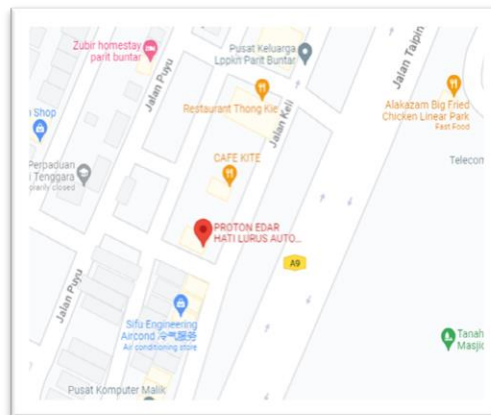 Zubir homestay
parit buntar
Pusat Keluarga
Lppkn Parit Buntar
Jalan Taipin
Jalan Puyu
Restaurant Thong Kie
Alakazam Big Fried
Chicken Linear Park
Fast Food
Shop
Jalan Keli
CAFE KITE
Telecom
Perpaduan
Tenggara
closed
PROTON EDAR
HATI LURUS AUTO...
A9
Jalan Puyu
Sifu Engineering
Aircond 冷气服务
Air conditioning store
Tanah
Masjid
Pusat Komputer Malik